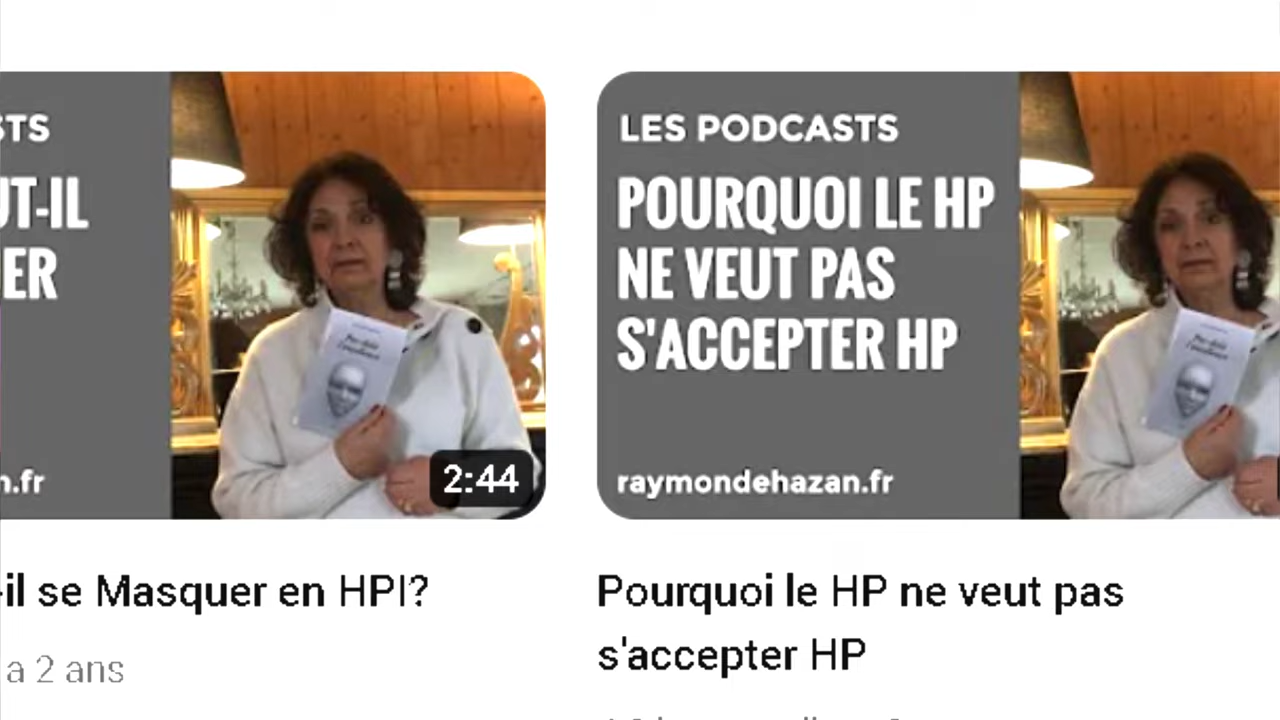 STS
UT-IL
ER
n.fr
2:44
-il se Masquer en HPI?
a 2 ans
LES PODCASTS
POURQUOI LE HP
NE VEUT PAS
S'ACCEPTER HP
raymondehazan.fr
Pourquoi le HP ne veut pas
s'accepter HP